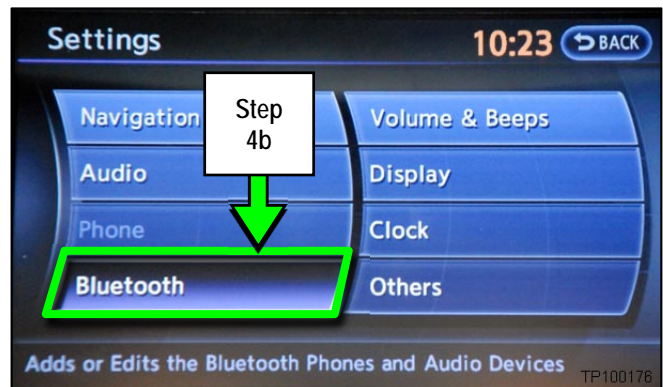 Settings
10:23 BACK
Step
4b
Navigation
Volume & Beeps
Audio
Display
Phone
Clock
Bluetooth
Others
Adds or Edits the Bluetooth Phones and Audio Devices
TP100176